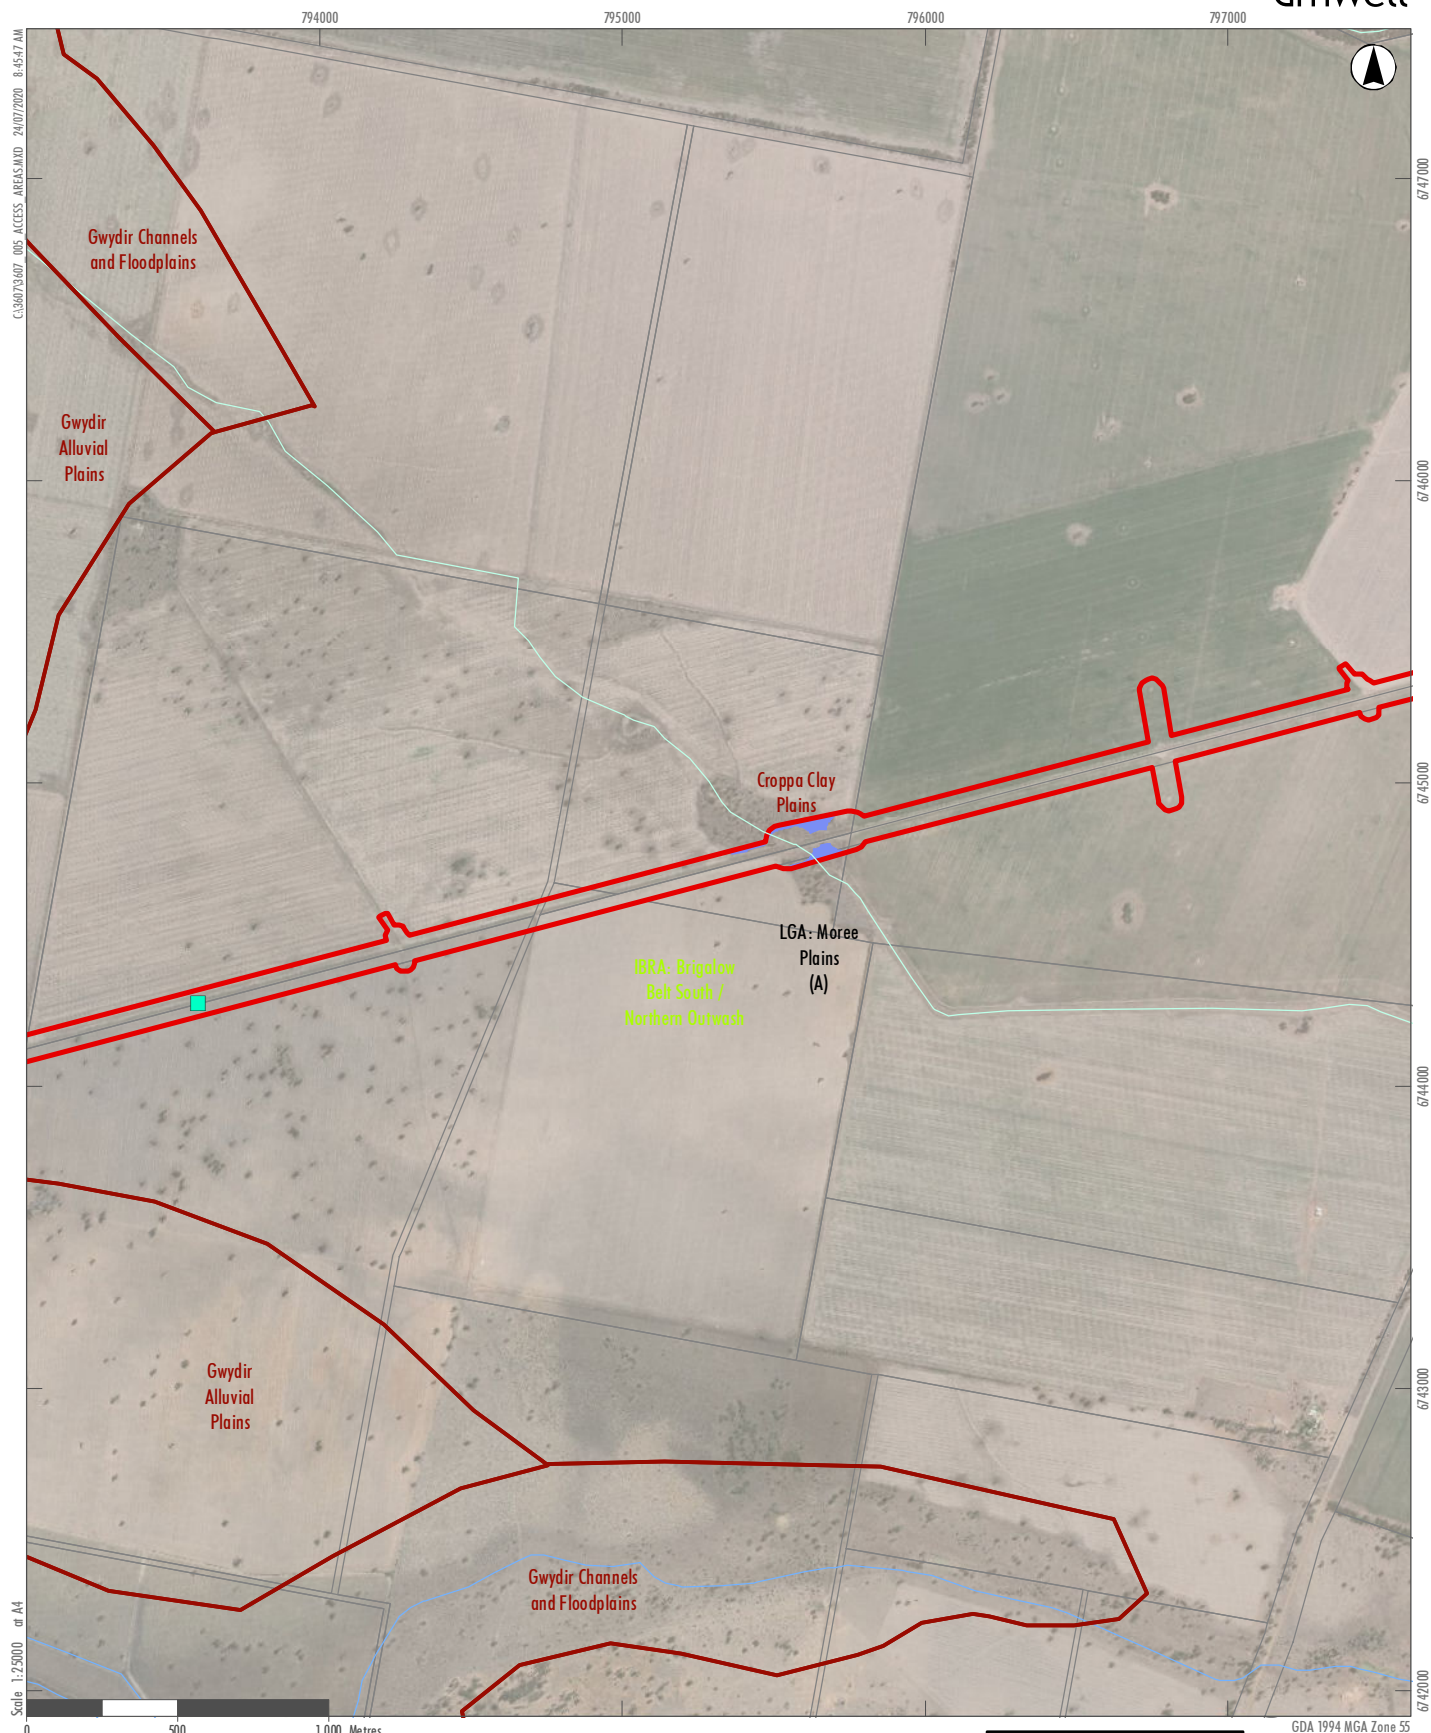 794000
795000
796000
797000
C:\3607\3607_005_ACCESS_AREAS.MXD 24/07/2020 8:45:47 AM
6747000
Gwydir Channels
and Floodplains
Gwydir
Alluvial
Plains
6746000
6745000
Croppa Clay
Plains
LGA: Moree
Plains
(A)
IBRA: Brigalow
Belt South /
Northern Outwash
6744000
6743000
Gwydir
Alluvial
Plains
Gwydir Channels
and Floodplains
6742000
Scale 1:25000 at A4
0 500 1,000 Metres
GDA 1994 MGA Zone 55